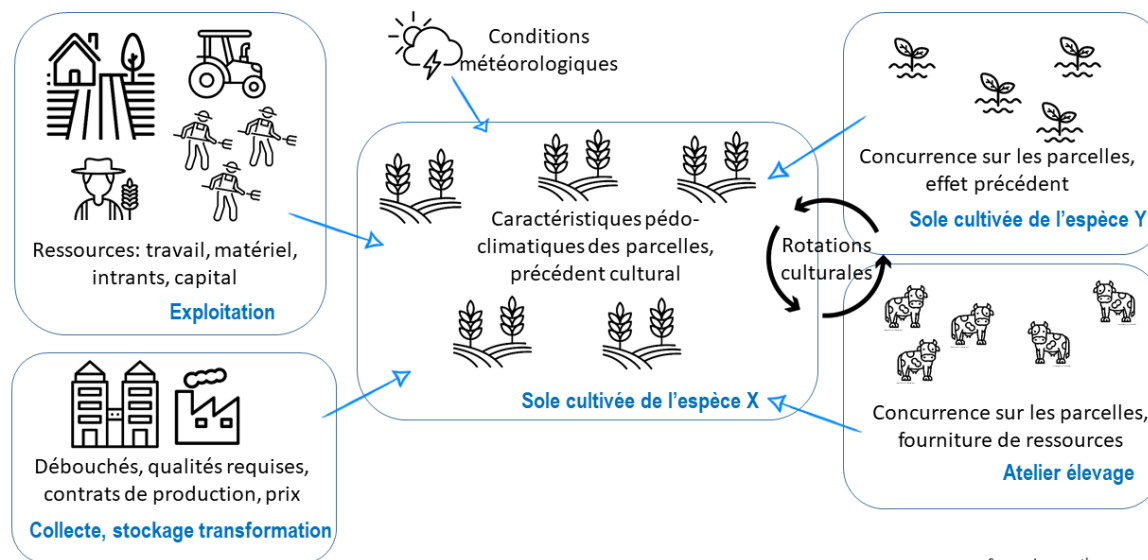 Conditions
météorologiques
Ressources: travail, matériel,
intrants, capital
Exploitation
Caractéristiques pédo-
climatiques des parcelles,
précédent cultural
Sole cultivée de l'espèce X
Rotations
culturales
Concurrence sur les parcelles,
effet précédent
Sole cultivée de l'espèce Y
Concurrence sur les parcelles,
fourniture de ressources
Atelier élevage
Débouchés, qualités requises,
contrats de production, prix
Collecte, stockage transformation